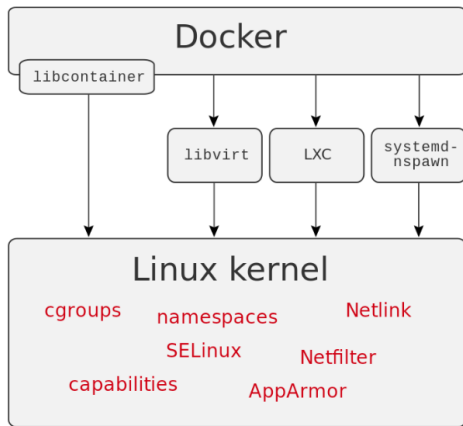 Docker
libcontainer
libvirt
LXC
systemd-
nspawn
Linux kernel
cgroups
namespaces
Netlink
SELinux
Netfilter
capabilities
AppArmor